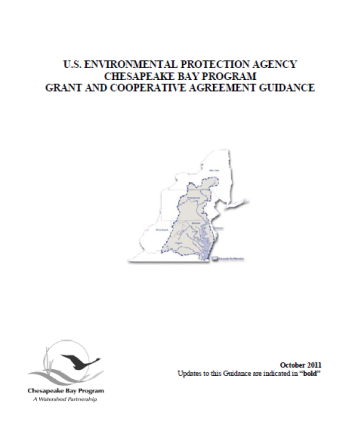 U.S. ENVIRONMENTAL PROTECTION AGENCY
CHESAPEAKE BAY PROGRAM
GRANT AND COOPERATIVE AGREEMENT GUIDANCE
October 2011
Updates to this Guidance are indicated in "bold"
Chesapeake Bay Program
A Watershed Partnership